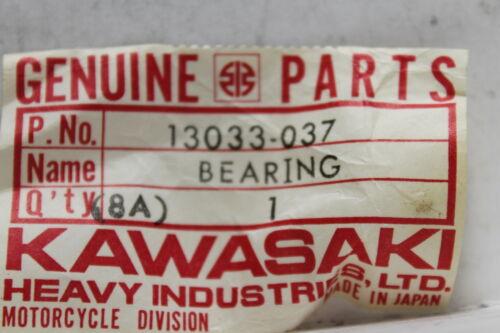 GENUINE PARTS
P. No. 13033-037
Name BEARING
Q'ty (8A) 1
KAWASAKI
HEAVY INDUSTRIES, LTD.
MOTORCYCLE DIVISION MADE IN JAPAN